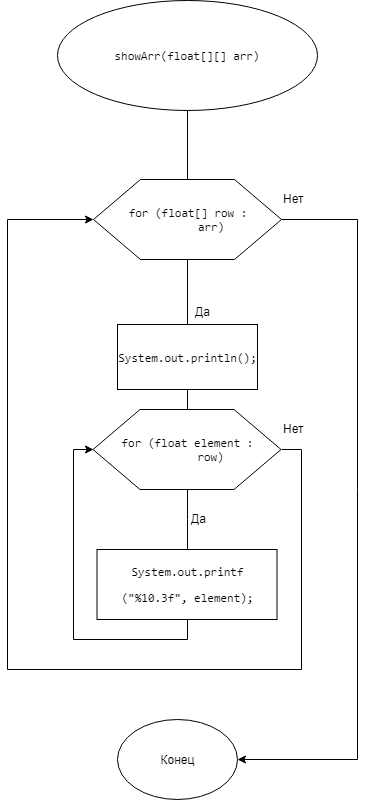 showArr(float[][] arr)
for (float[] row :
arr)
Нет
Да
System.out.println();
for (float element :
row)
Нет
Да
System.out.printf
("%10.3f", element);
Конец